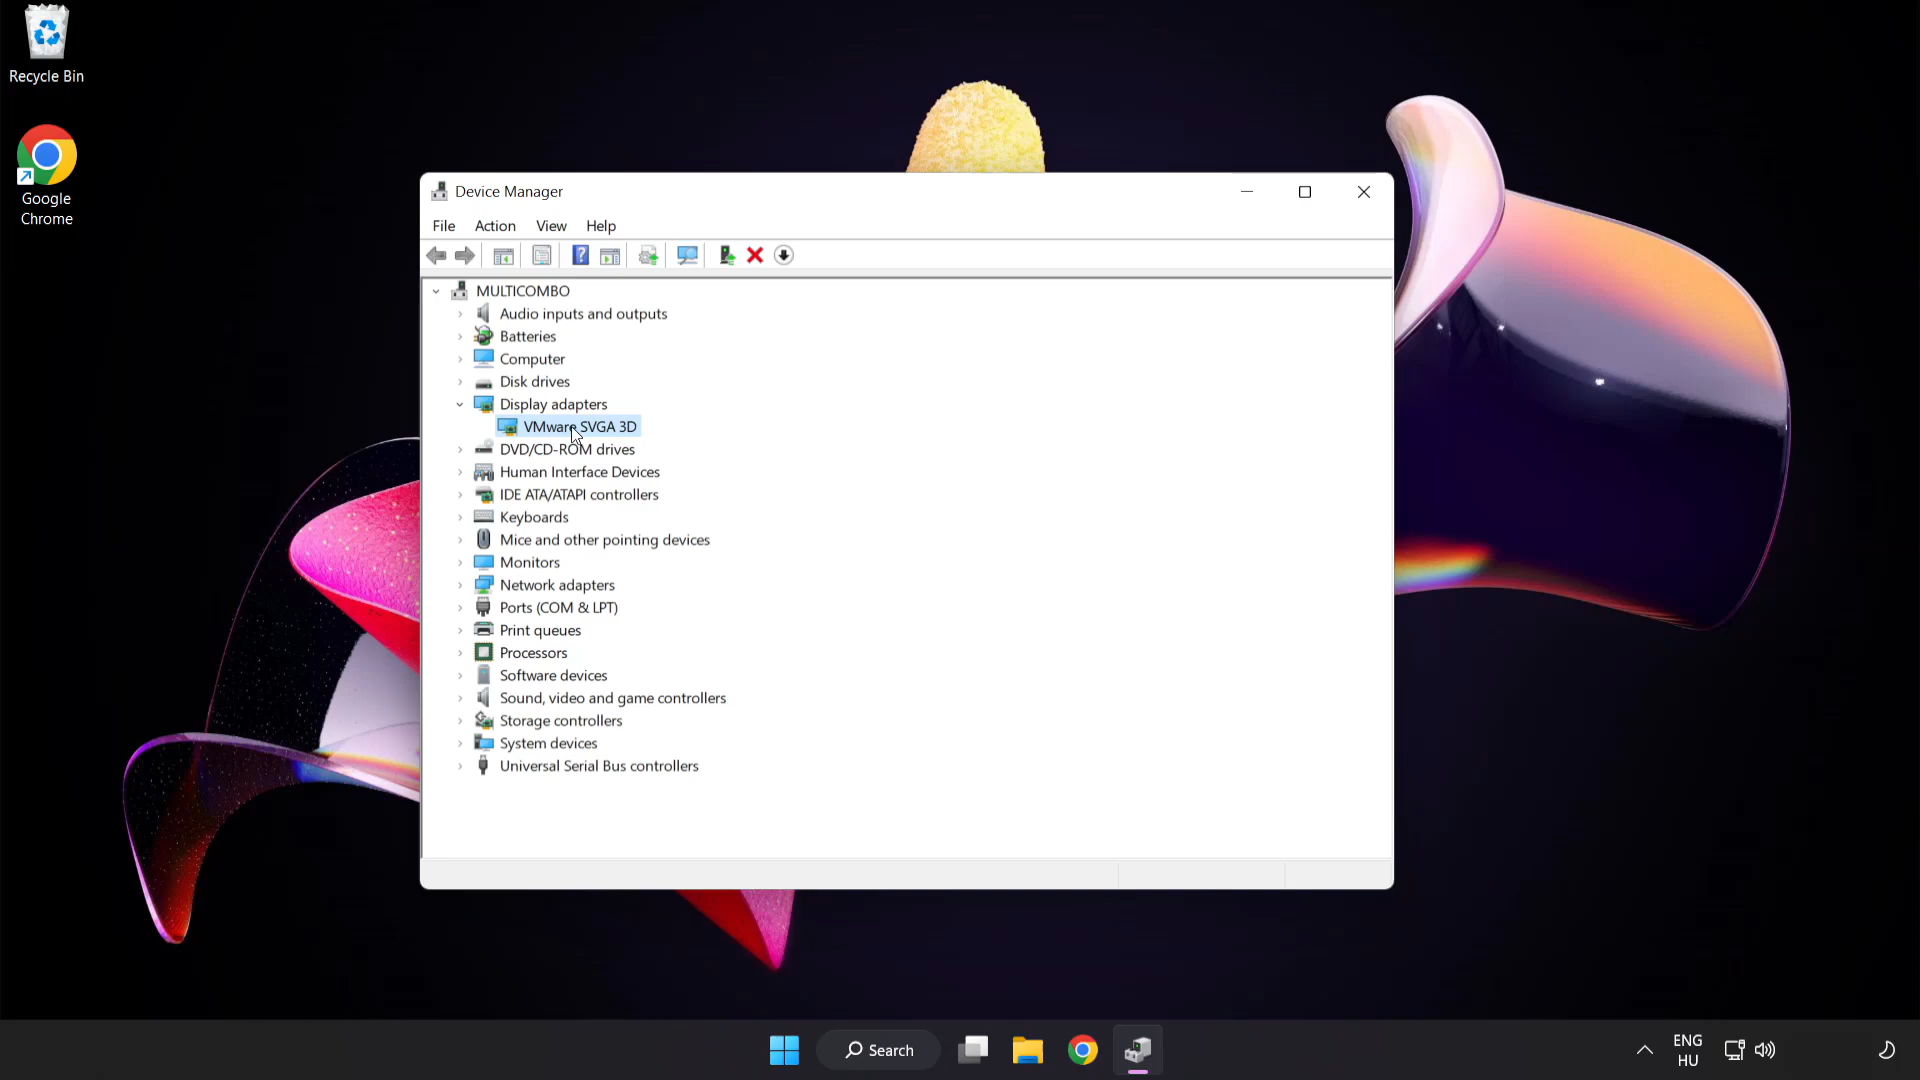 Recycle Bin
Google
Chrome
Device Manager
File Action View Help
MULTICOMBO
Audio inputs and outputs
Batteries
Computer
Disk drives
Display adapters
VMware SVGA 3D
DVD/CD-ROM drives
Human Interface Devices
IDE ATA/ATAPI controllers
Keyboards
Mice and other pointing devices
Monitors
Network adapters
Ports (COM & LPT)
Print queues
Processors
Software devices
Sound, video and game controllers
Storage controllers
System devices
Universal Serial Bus controllers
Search
ENG
HU